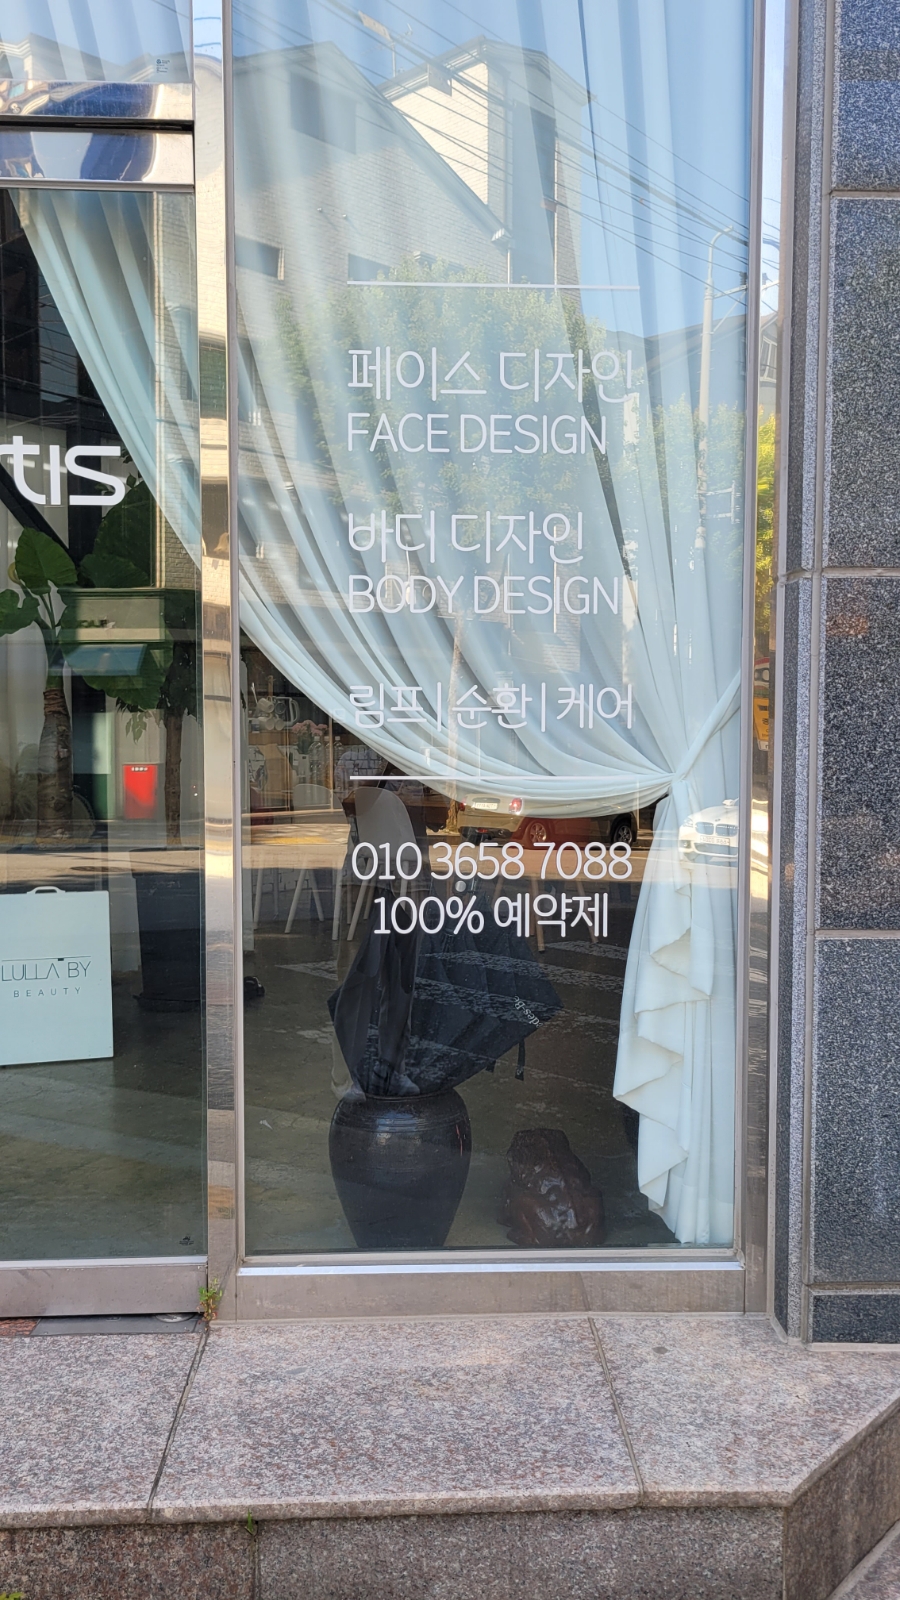 페이스 디자인
FACE DESIGN
바디 디자인
BODY DESIGN
림프|순환|케어
010 3658 7088
100% 예약제
tis
LULLA BY
BEAUTY